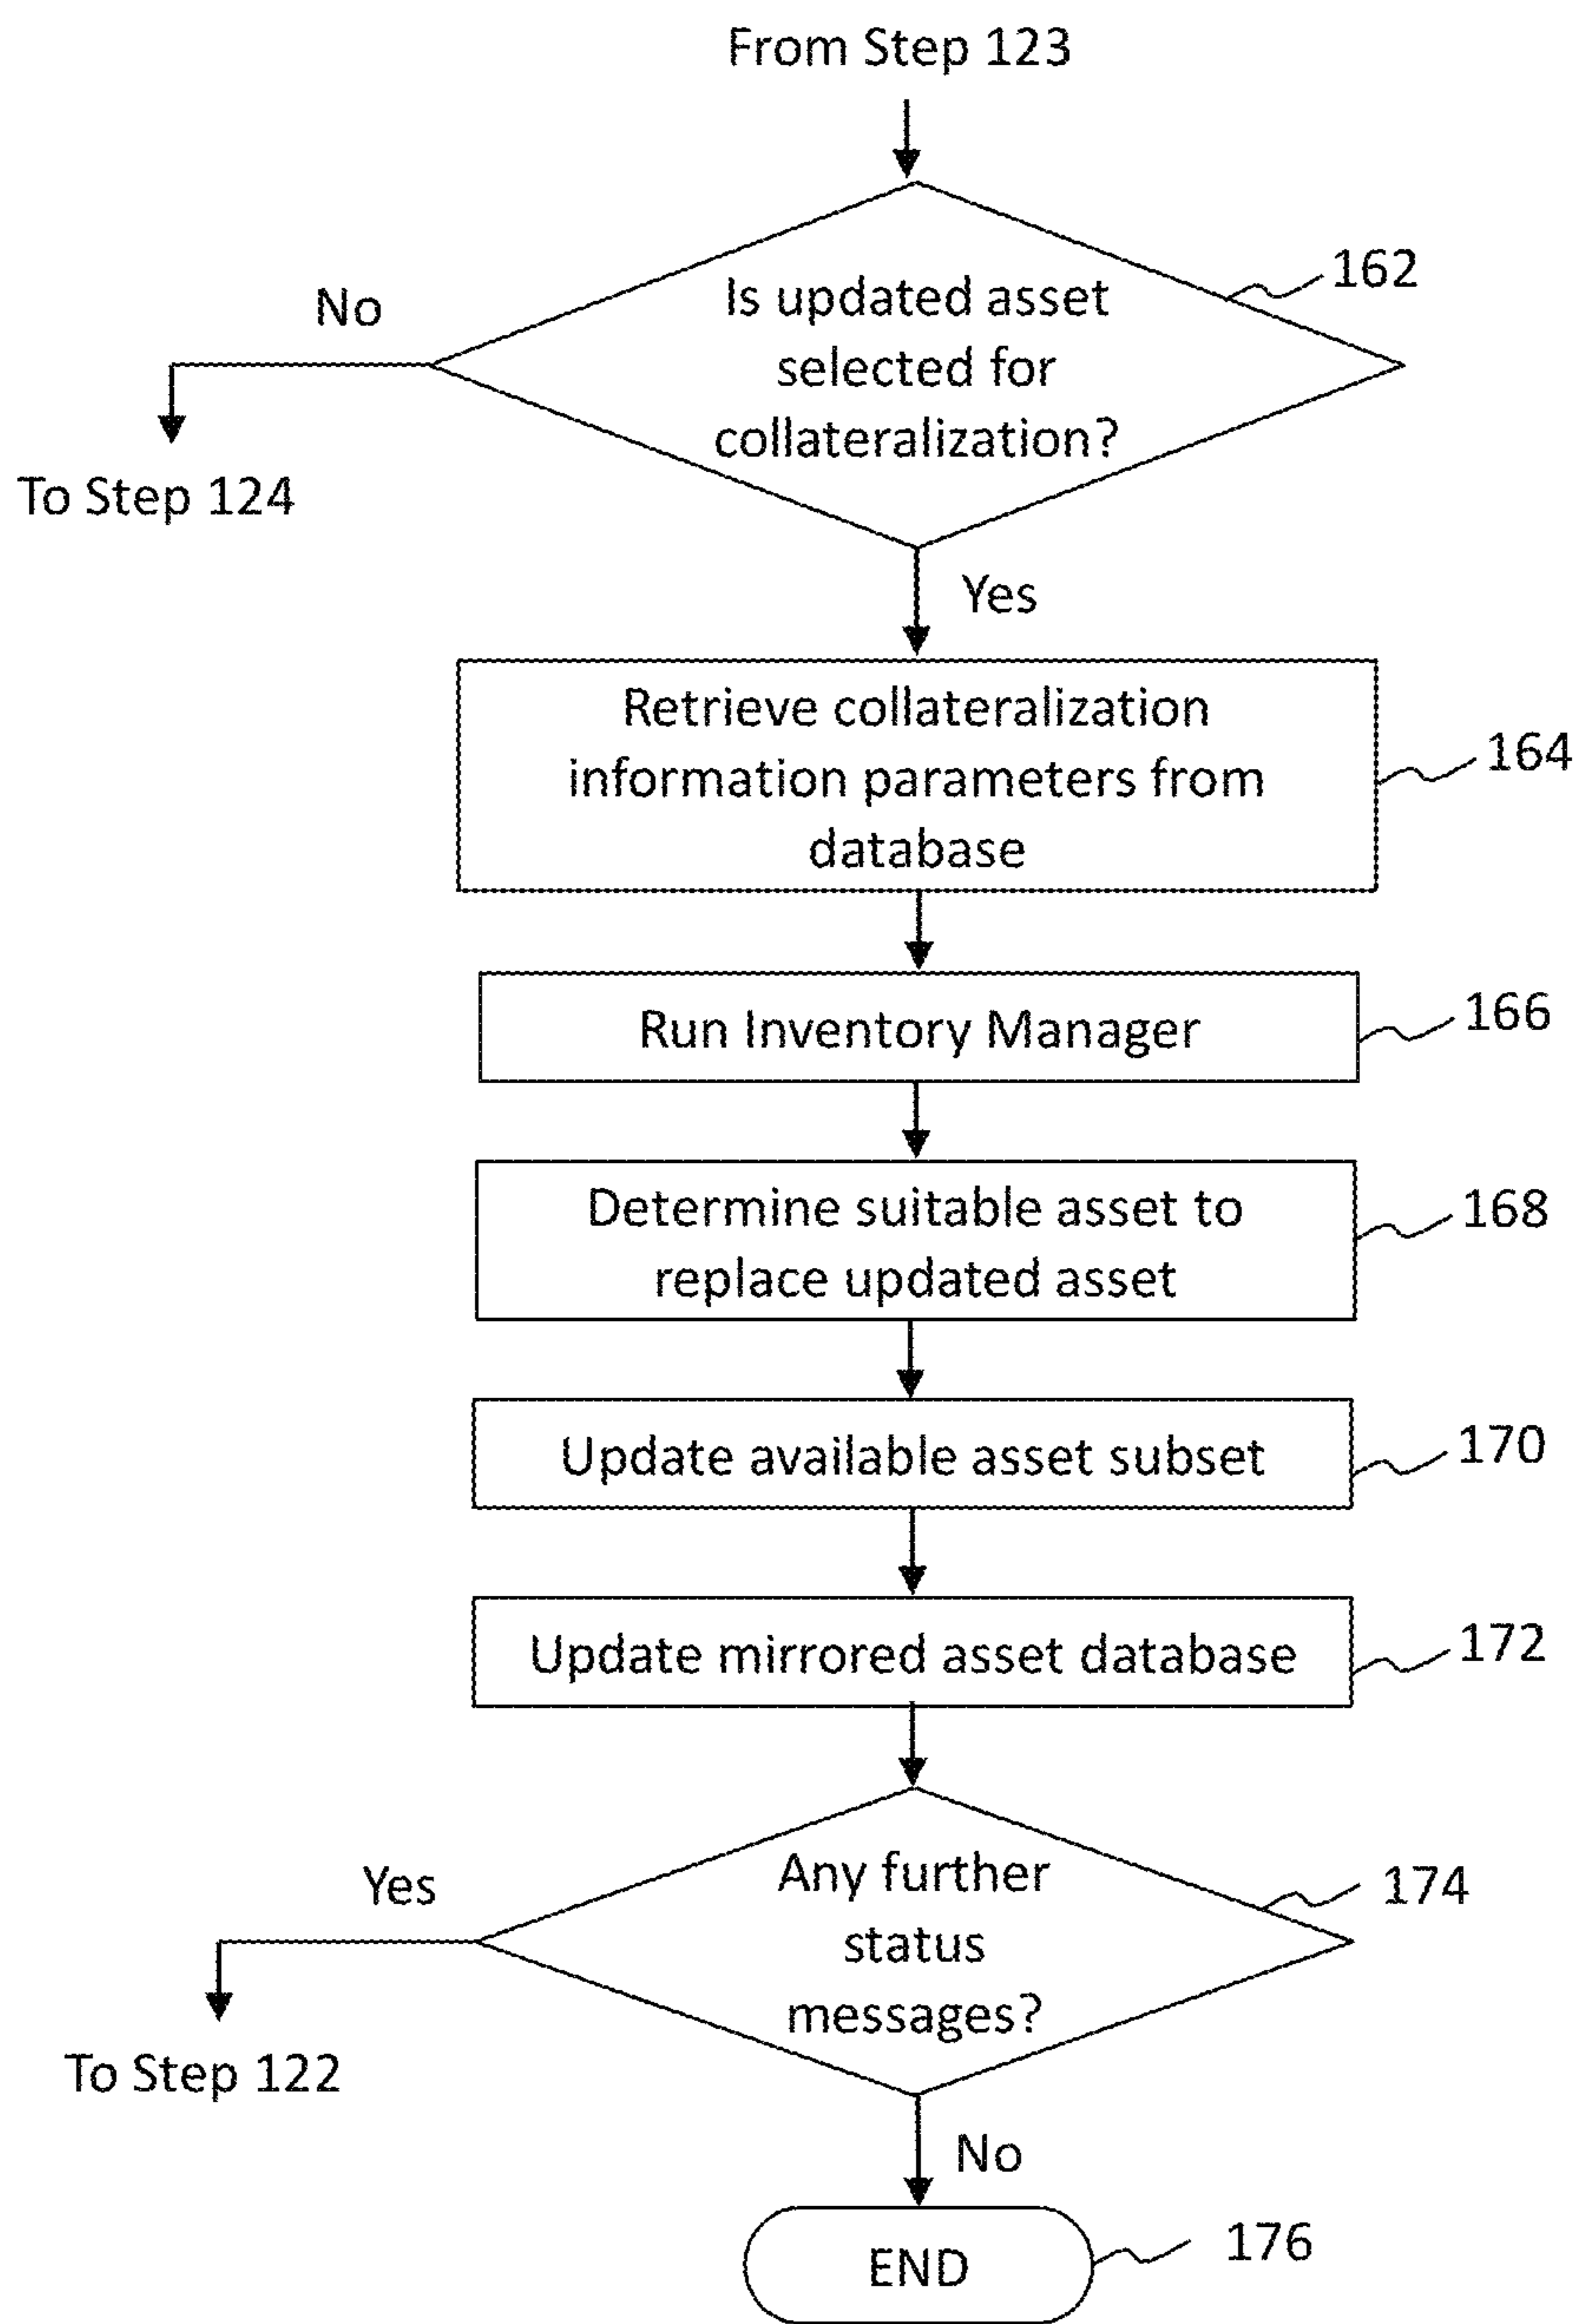 From Step 123
162
No
Is updated asset
selected for
collateralization?
To Step 124
Yes
Retrieve collateralization
information parameters from
database
164
Run Inventory Manager
166
Determine suitable asset to
replace updated asset
168
Update available asset subset
170
Update mirrored asset database
172
Yes
Any further
status
messages?
174
To Step 122
No
END
176